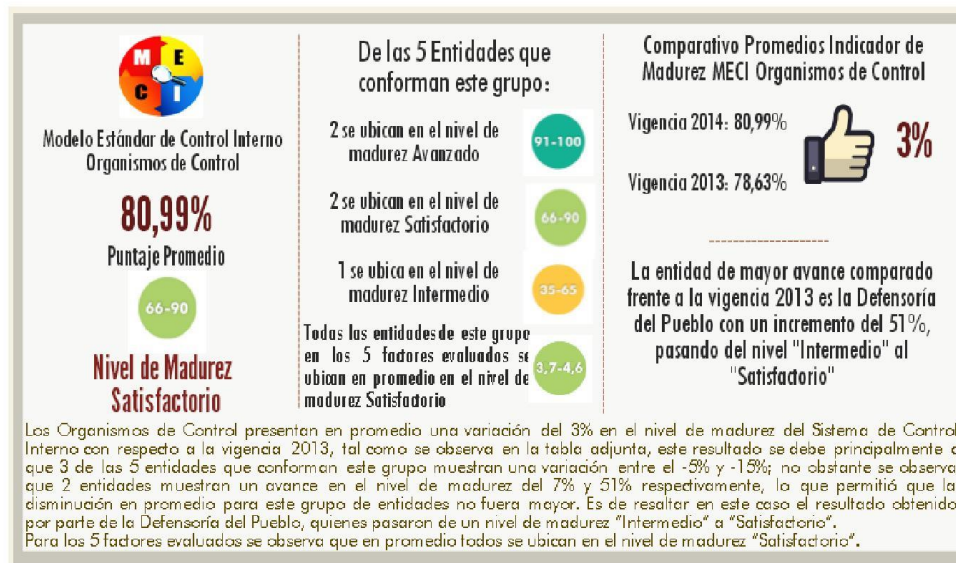 M E
C I
Modelo Estándar de Control Interno
Organismos de Control
80,99%
Puntaje Promedio
66-90
Nivel de Madurez
Satisfactorio
De las 5 Entidades que
conforman este grupo:
2 se ubican en el nivel de
madurez Avanzado
91-100
2 se ubican en el nivel de
madurez Satisfactorio
66-90
1 se ubica en el nivel de
madurez Intermedio
35-65
Todas las entidades de este grupo
en los 5 factores evaluados se
ubican en promedio en el nivel de
madurez Satisfactorio
3,7-4,6
Comparativo Promedios Indicador de
Madurez MECI Organismos de Control
Vigencia 2014: 80,99%
3%
Vigencia 2013: 78,63%
La entidad de mayor avance comparado
frente a la vigencia 2013 es la Defensoría
del Pueblo con un incremento del 51%,
pasando del nivel "Intermedio" al
"Satisfactorio"
Los Organismos de Control presentan en promedio una variación del 3% en el nivel de madurez del Sistema de Control
Interno con respecto a la vigencia 2013, tal como se observa en la tabla adjunta, este resultado se debe principalmente a
que 3 de las 5 entidades que conforman este grupo muestran una variación entre el -5% y -15%; no obstante se observa
que 2 entidades muestran un avance en el nivel de madurez del 7% y 51% respectivamente, lo que permitió que la
disminución en promedio para este grupo de entidades no fuera mayor. Es de resaltar en este caso el resultado obtenido
por parte de la Defensoría del Pueblo, quienes pasaron de un nivel de madurez "Intermedio" a "Satisfactorio".
Para los 5 factores evaluados se observa que en promedio todos se ubican en el nivel de madurez "Satisfactorio".